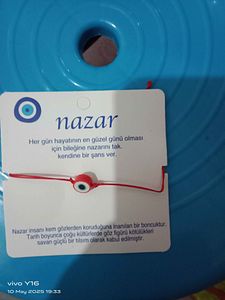 nazar
Her gün hayatının en güzel günü olması
için bileğine nazarını tak.
kendine bir şans ver.
Nazar insanı kem gözlerden koruduğuna inanılan bir boncuktur.
Tarih boyunca çoğu kültürlerde göz figürü kötülükleri
savan güçlü bir tılsım olarak kabul edilmiştir.
vivo Y16
10 May 2025 19:33